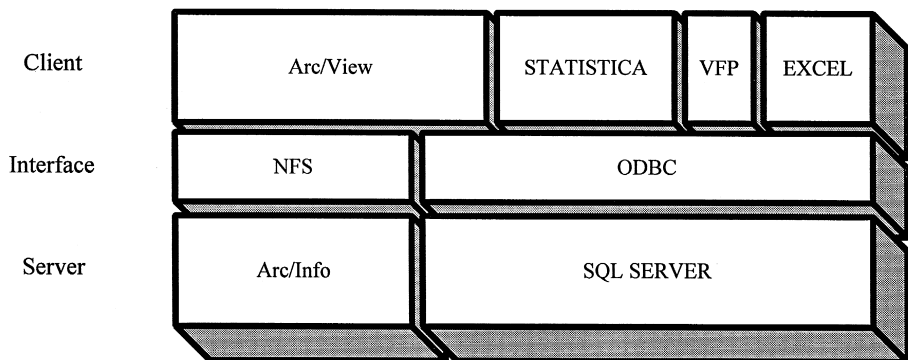 Client
Arc/View
STATISTICA
VFP
EXCEL
Interface
NFS
ODBC
Server
Arc/Info
SQL SERVER